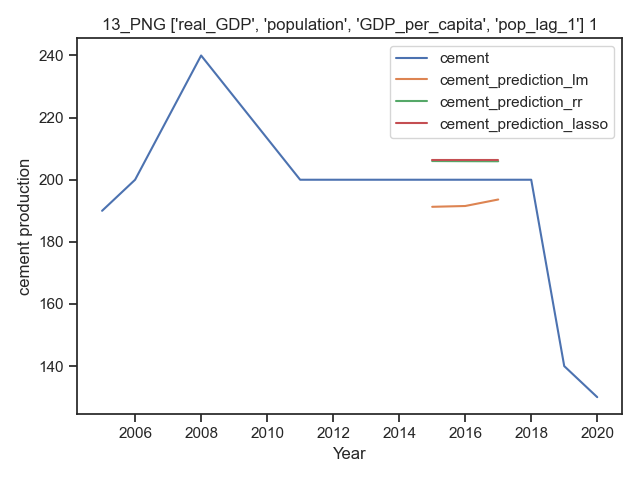 13_PNG ['real_GDP', 'population', 'GDP_per_capita', 'pop_lag_1'] 1
cement
cement_prediction_lm
cement_prediction_rr
cement_prediction_lasso
cement production
240
220
200
180
160
140
2006 2008 2010 2012 2014 2016 2018 2020
Year